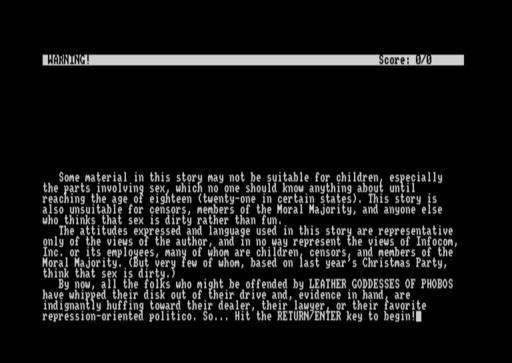 WARNING! Score: 0/0
Some material in this story may not be suitable for children, especially
the parts involving sex, which no one should know anything about until
reaching the age of eighteen (twenty-one in certain states). This story is
also unsuitable for censors, members of the Moral Majority, and anyone else
who thinks that sex is dirty rather than fun.
The attitudes expressed and language used in this story are representative
only of the views of the author, and in no way represent the views of Infocom,
Inc. or its employees, many of whom are children, censors, and members of the
Moral Majority. (But very few of whom, based on last year's Christmas Party,
think that sex is dirty.)
By now, all the folks who might be offended by LEATHER GODDESSES OF PHOBOS
have whipped their disk out of their drive and, evidence in hand, are
indignantly huffing toward their dealer, their lawyer, or their favorite
repression-oriented politico. So... Hit the RETURN/ENTER key to begin!